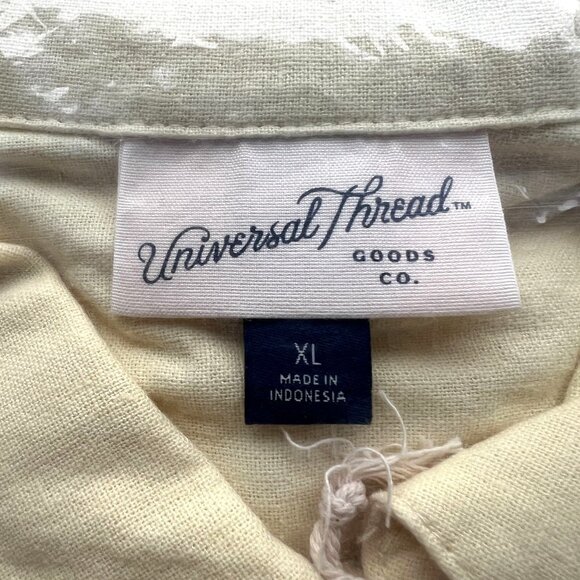 Universal Thread™
GOODS
CO.
XL
MADE IN
INDONESIA